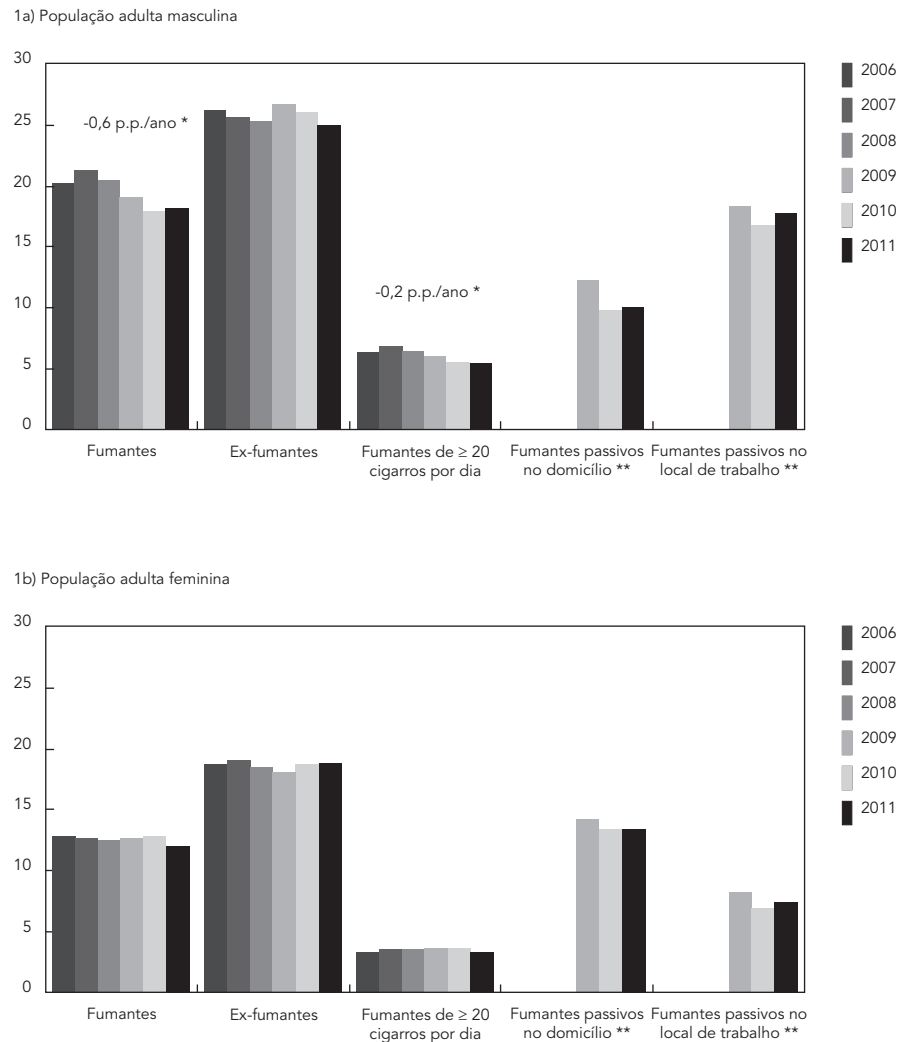 1a) População adulta masculina
30
25
20
15
10
5
0
-0,6 p.p./ano *
-0,2 p.p./ano *
Fumantes
Ex-fumantes
Fumantes de ≥ 20
cigarros por dia
Fumantes passivos
no domicílio **
Fumantes passivos no
local de trabalho **
2006
2007
2008
2009
2010
2011
1b) População adulta feminina
30
25
20
15
10
5
0
Fumantes
Ex-fumantes
Fumantes de ≥ 20
cigarros por dia
Fumantes passivos
no domicílio **
Fumantes passivos no
local de trabalho **
2006
2007
2008
2009
2010
2011